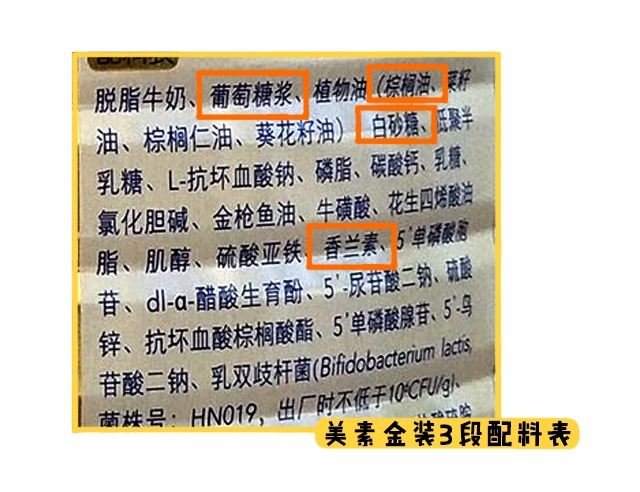 配料表
脱脂牛奶、葡萄糖浆、植物油（棕榈油、菜籽
油、棕榈仁油、葵花籽油）、白砂糖、低聚半
乳糖、L-抗坏血酸钠、磷脂、碳酸钙、乳糖、
氯化胆碱、金枪鱼油、牛磺酸、花生四烯酸油
脂、肌醇、硫酸亚铁、香兰素、5'单磷酸胞
苷、dl-α-醋酸生育酚、5'-尿苷酸二钠、硫酸
锌、抗坏血酸棕榈酸酯、5'单磷酸腺苷、5'-鸟
苷酸二钠、乳双歧杆菌(Bifidobacterium lactis,
菌株号：HN019，出厂时不低于10⁶CFU/g)、
美素金装3段配料表